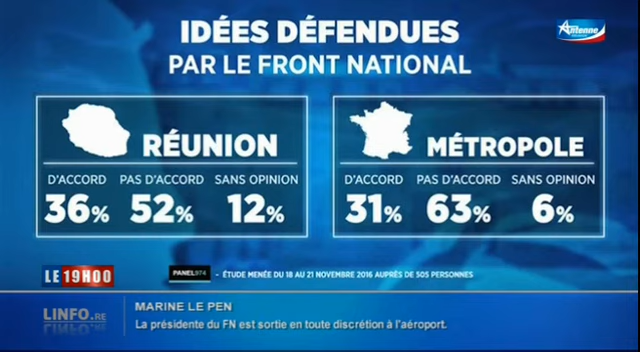 IDÉES DÉFENDUES
PAR LE FRONT NATIONAL
Antenne
RÉUNION
D'ACCORD PAS D'ACCORD SANS OPINION
36% 52% 12%
MÉTROPOLE
D'ACCORD PAS D'ACCORD SANS OPINION
31% 63% 6%
LE 19H00
PANEL974 - ÉTUDE MENÉE DU 18 AU 21 NOVEMBRE 2016 AUPRÈS DE 505 PERSONNES
LINFO.RE
MARINE LE PEN
La présidente du FN est sortie en toute discrétion à l'aéroport.